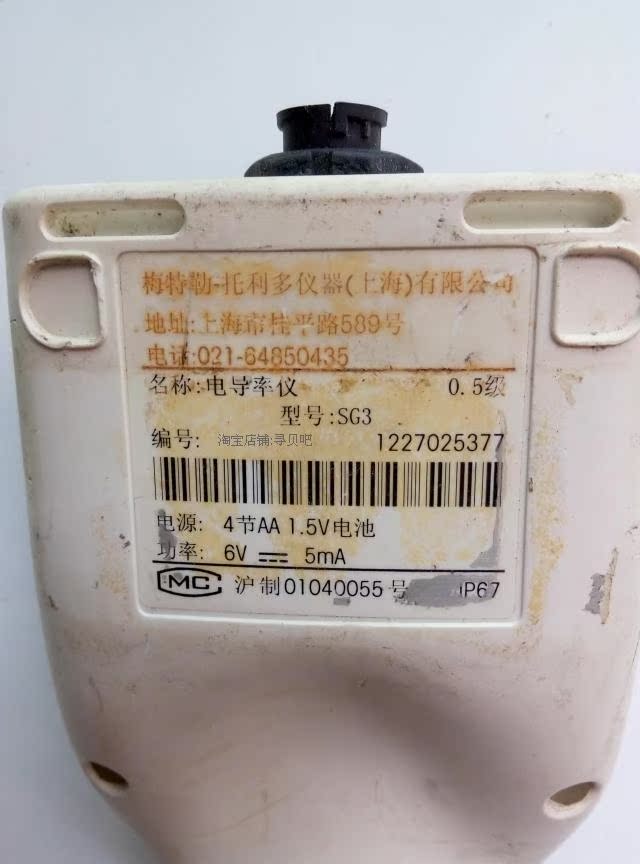 梅特勒-托利多仪器(上海)有限公司
地址:上海市桂平路589号
电话:021-64850435
名称:电导率仪 0.5级
型号:SG3
编号: 淘宝店铺:寻贝吧 1227025377
电源: 4节AA 1.5V电池
功率: 6V 5mA
MC 沪制01040055号 IP67